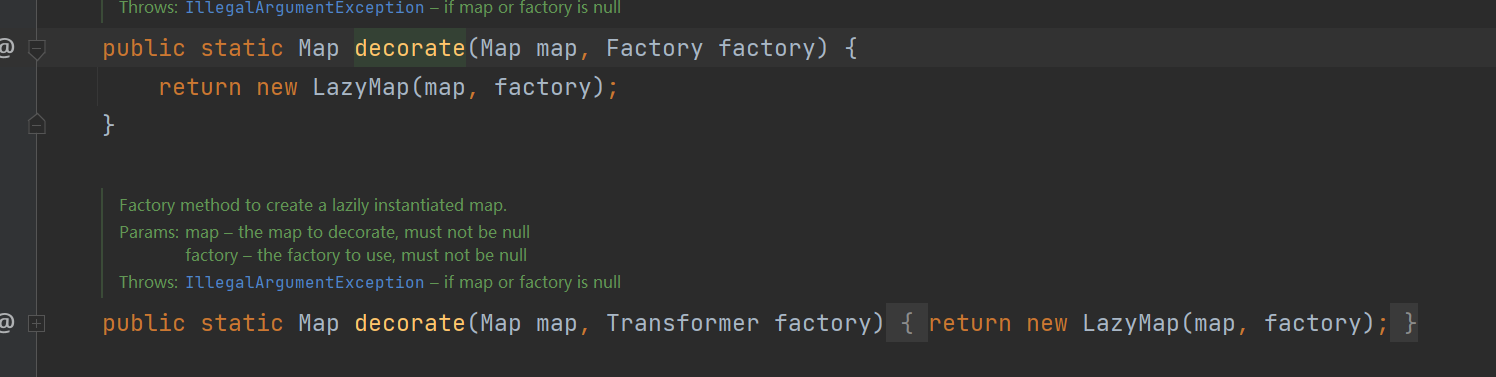 Throws: IllegalArgumentException – if map or factory is null
@ public static Map decorate(Map map, Factory factory) {
return new LazyMap(map, factory);
}
Factory method to create a lazily instantiated map.
Params: map – the map to decorate, must not be null
factory – the factory to use, must not be null
Throws: IllegalArgumentException – if map or factory is null
@ public static Map decorate(Map map, Transformer factory) { return new LazyMap(map, factory); }